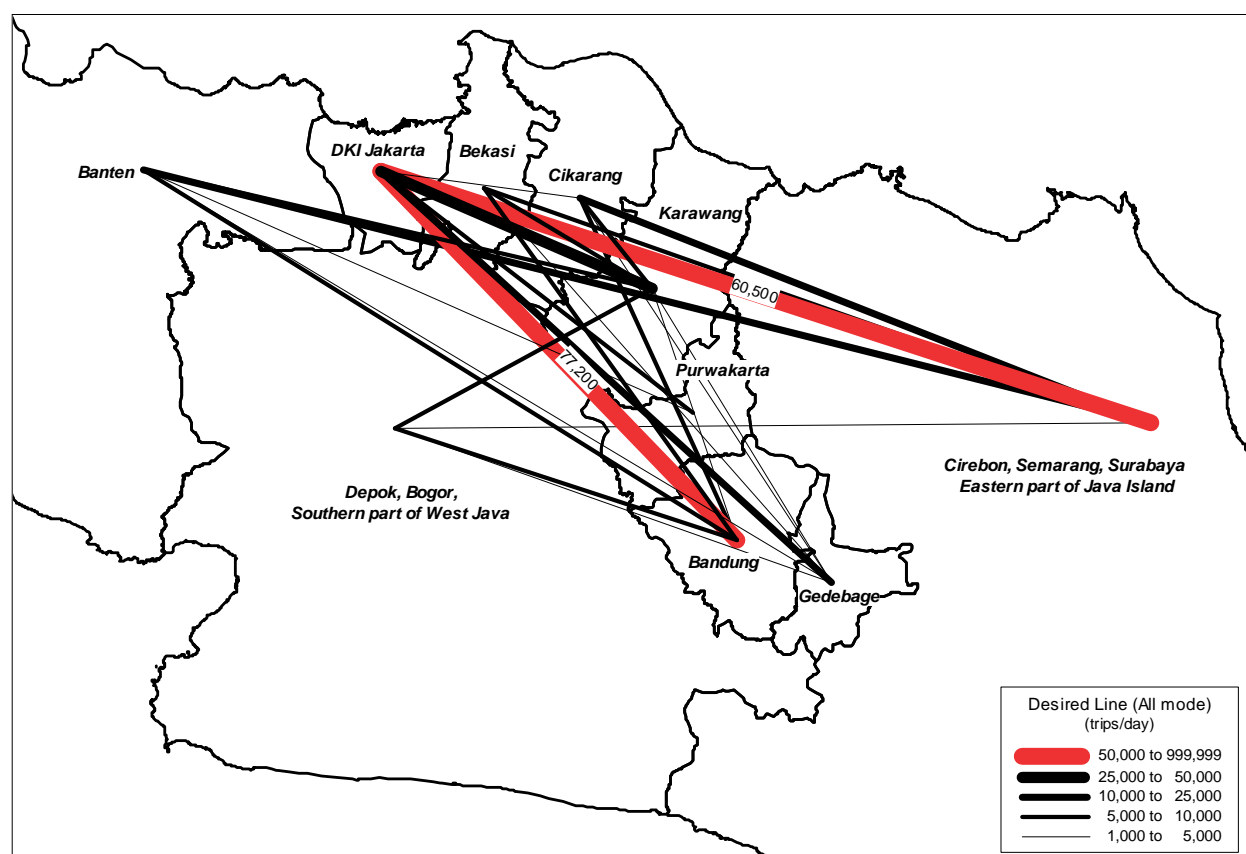 DKI Jakarta
Bekasi
Banten
Cikarang
Karawang
60,500
77,200
Purwakarta
Cirebon, Semarang, Surabaya
Eastern part of Java Island
Depok, Bogor,
Southern part of West Java
Bandung
Gedebage
Desired Line (All mode)
(trips/day)
50,000 to 999,999
25,000 to 50,000
10,000 to 25,000
5,000 to 10,000
1,000 to 5,000